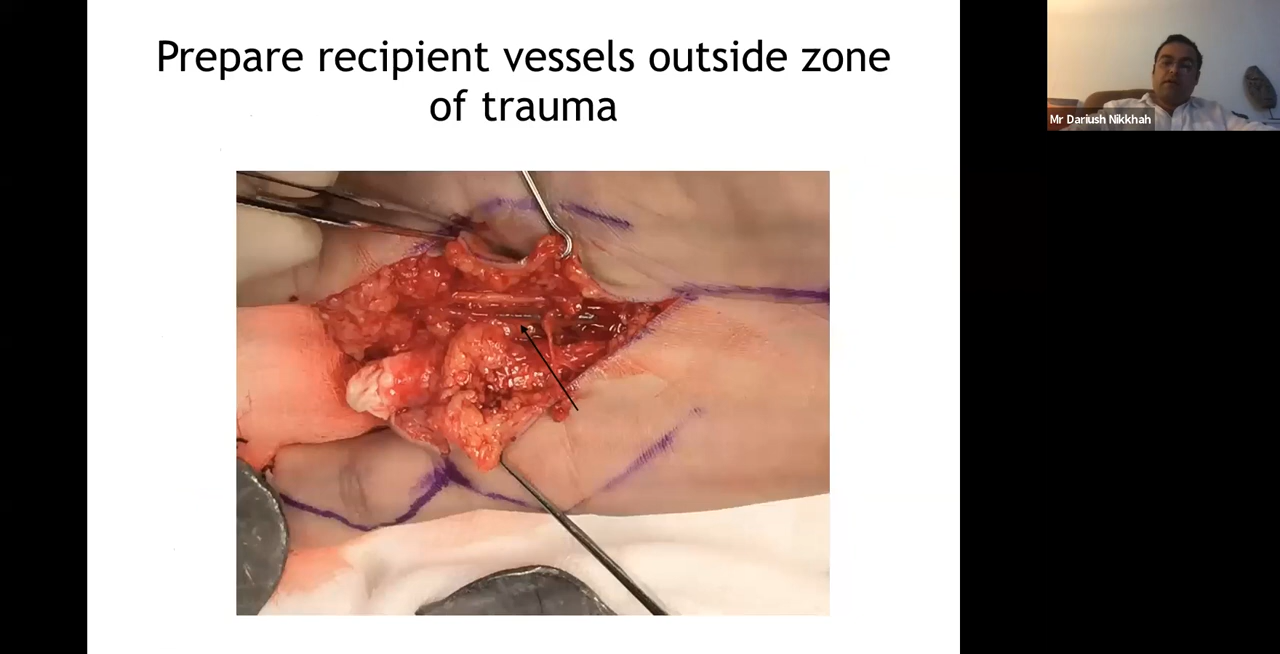 Prepare recipient vessels outside zone
of trauma
Mr Dariush Nikkhah